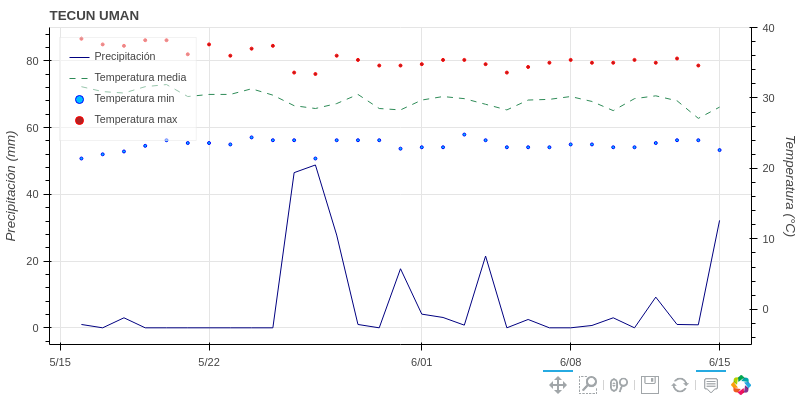 TECUN UMAN
Precipitación
Temperatura media
Temperatura min
Temperatura max
Precipitación (mm)
80
60
40
20
0
Temperatura (°C)
40
30
20
10
0
5/15
5/22
6/01
6/08
6/15